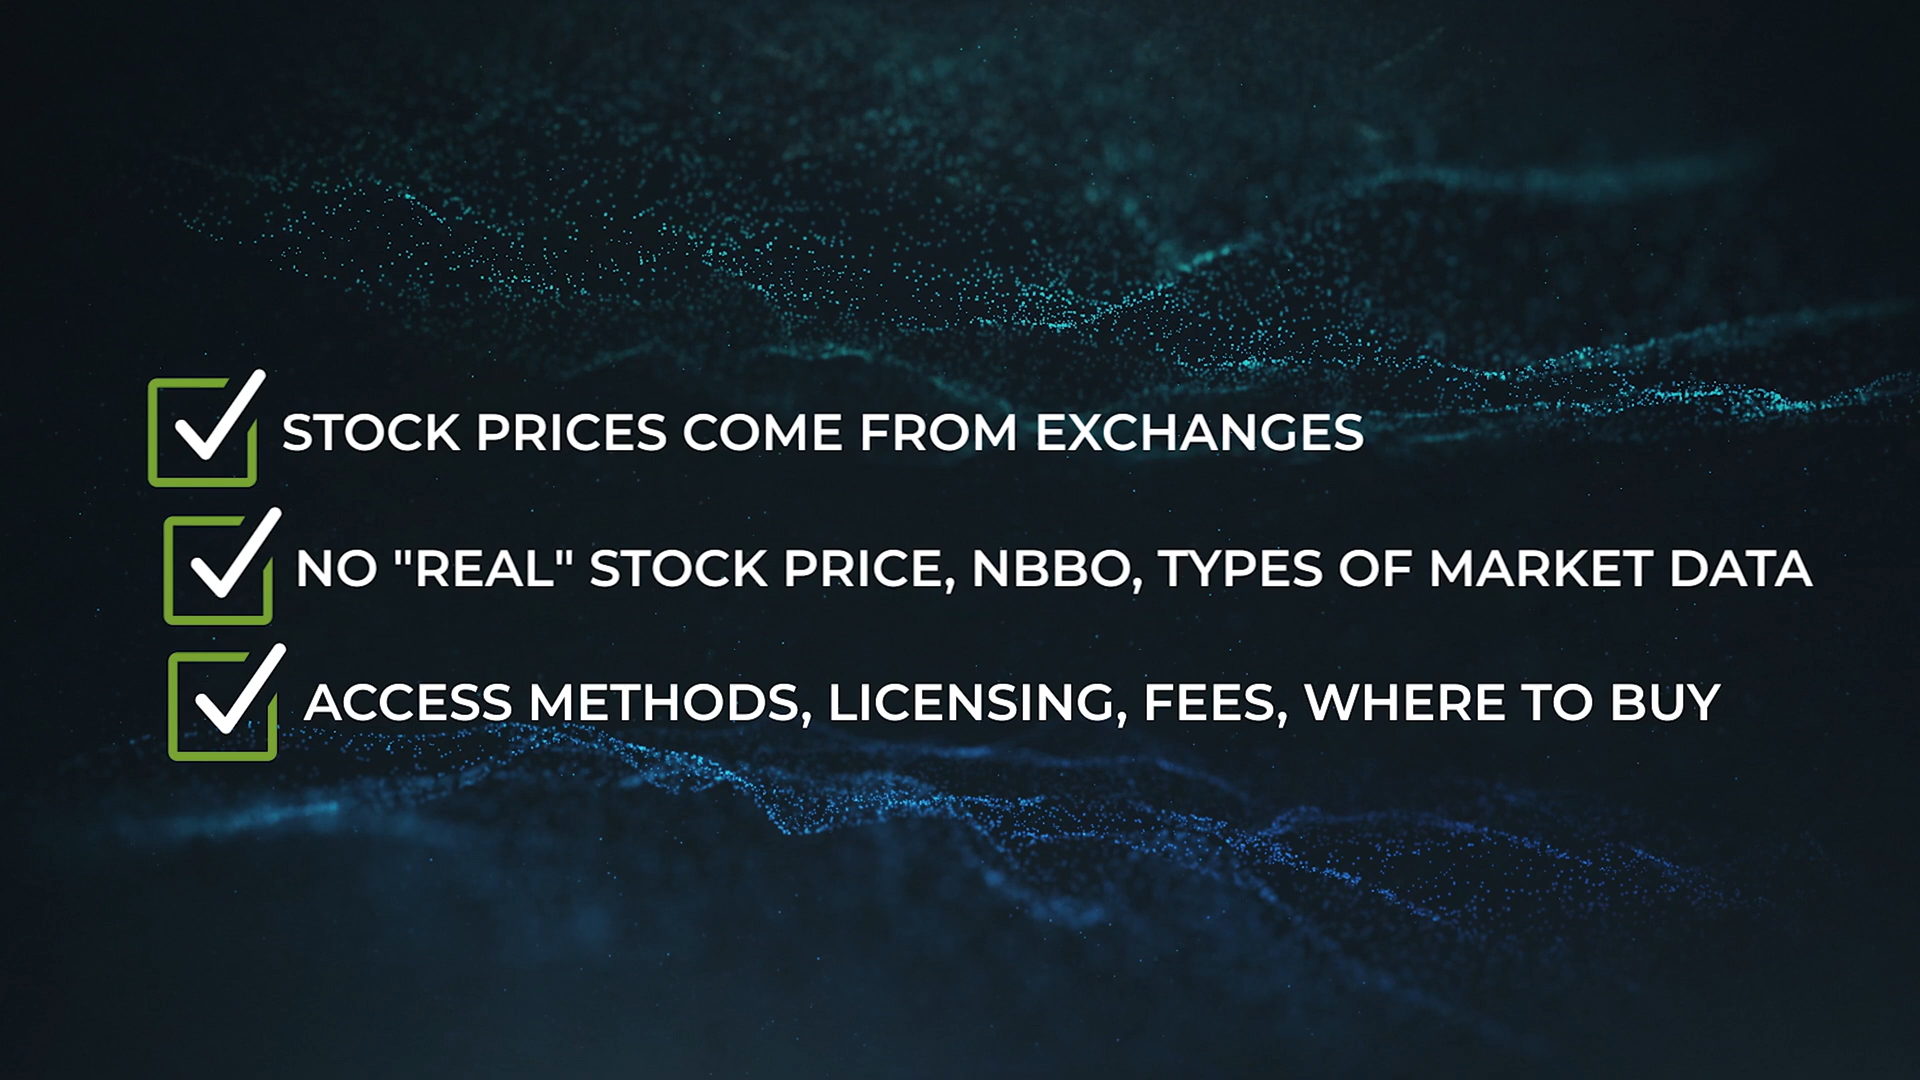 STOCK PRICES COME FROM EXCHANGES
NO "REAL" STOCK PRICE, NBBO, TYPES OF MARKET DATA
ACCESS METHODS, LICENSING, FEES, WHERE TO BUY